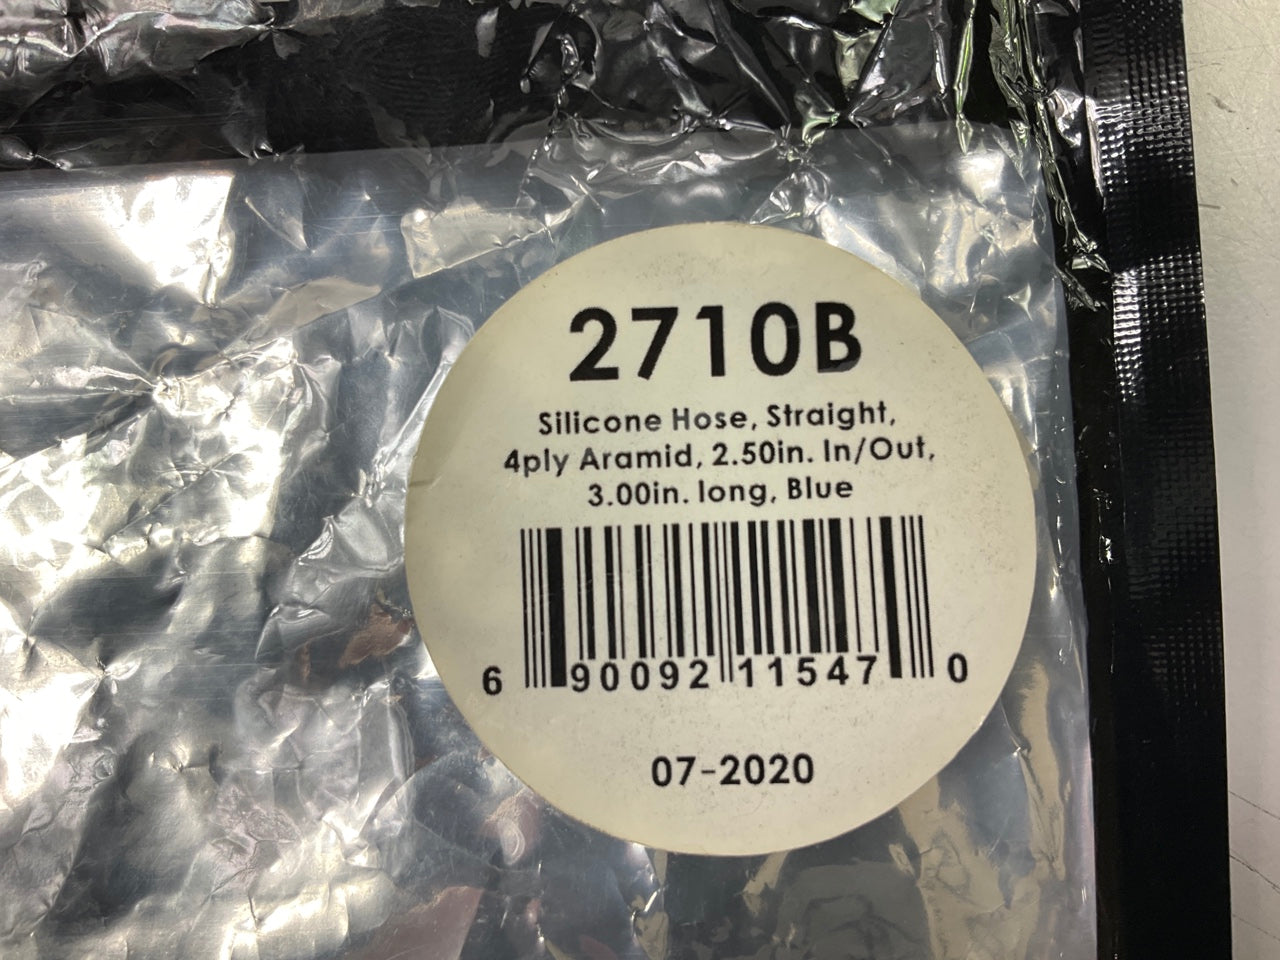 2710B
Silicone Hose, Straight,
4ply Aramid, 2.50in. In/Out,
3.00in. long, Blue
6 90092 11547 0
07-2020